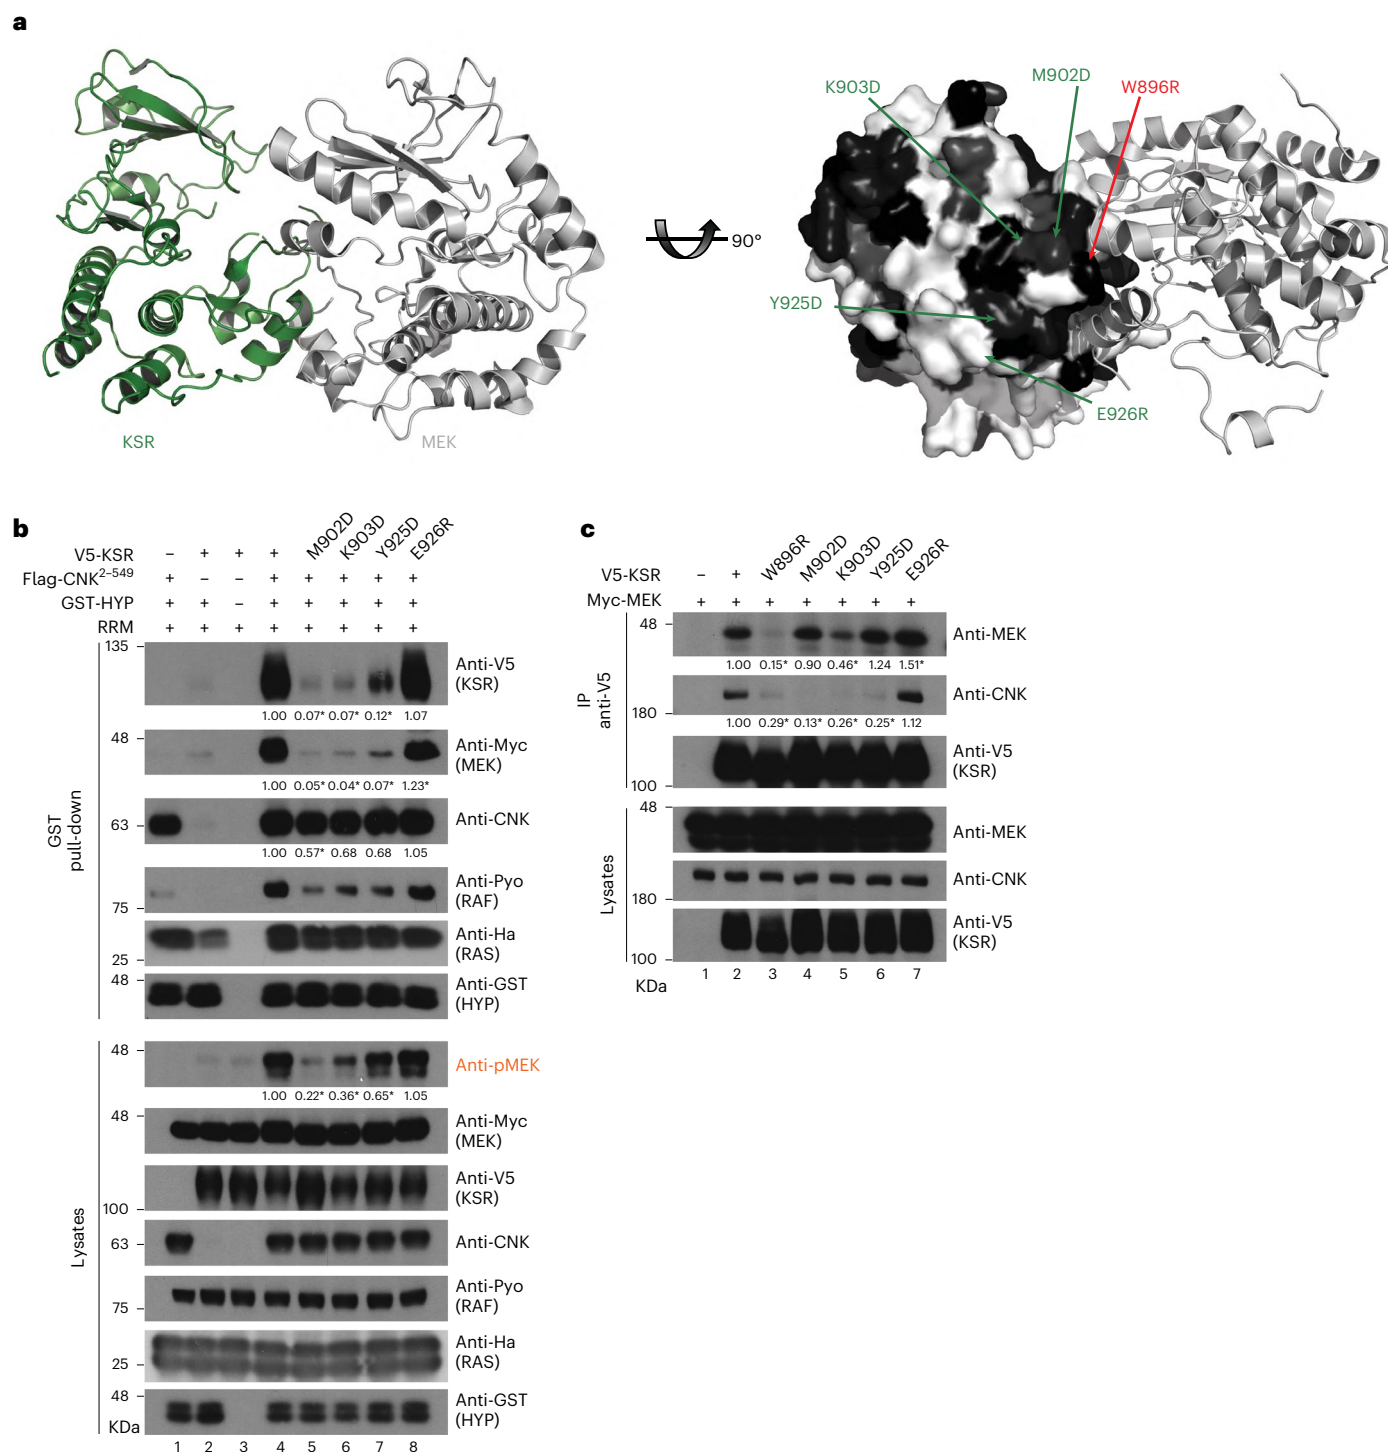 a
K903D
M902D
W896R
Y925D
E926R
90°
KSR
MEK
b
M902D
K903D
Y925D
E926R
V5-KSR – + + +
Flag-CNK2–549 + – – + + + + +
GST-HYP + + – + + + + +
RRM + + + + + + + +
GST pull-down
135
Anti-V5
(KSR)
1.00 0.07* 0.07* 0.12* 1.07
48
Anti-Myc
(MEK)
1.00 0.05* 0.04* 0.07* 1.23*
63
Anti-CNK
1.00 0.57* 0.68 0.68 1.05
75
Anti-Pyo
(RAF)
25
Anti-Ha
(RAS)
48
Anti-GST
(HYP)
Lysates
48
Anti-pMEK
1.00 0.22* 0.36* 0.65* 1.05
48
Anti-Myc
(MEK)
100
Anti-V5
(KSR)
63
Anti-CNK
75
Anti-Pyo
(RAF)
25
Anti-Ha
(RAS)
48
Anti-GST
(HYP)
KDa
1 2 3 4 5 6 7 8
c
W896R
M902D
K903D
Y925D
E926R
V5-KSR – +
Myc-MEK + + + + + + +
IP
anti-V5
48
Anti-MEK
1.00 0.15* 0.90 0.46* 1.24 1.51*
180
Anti-CNK
1.00 0.29* 0.13* 0.26* 0.25* 1.12
100
Anti-V5
(KSR)
Lysates
48
Anti-MEK
180
Anti-CNK
100
Anti-V5
(KSR)
KDa
1 2 3 4 5 6 7